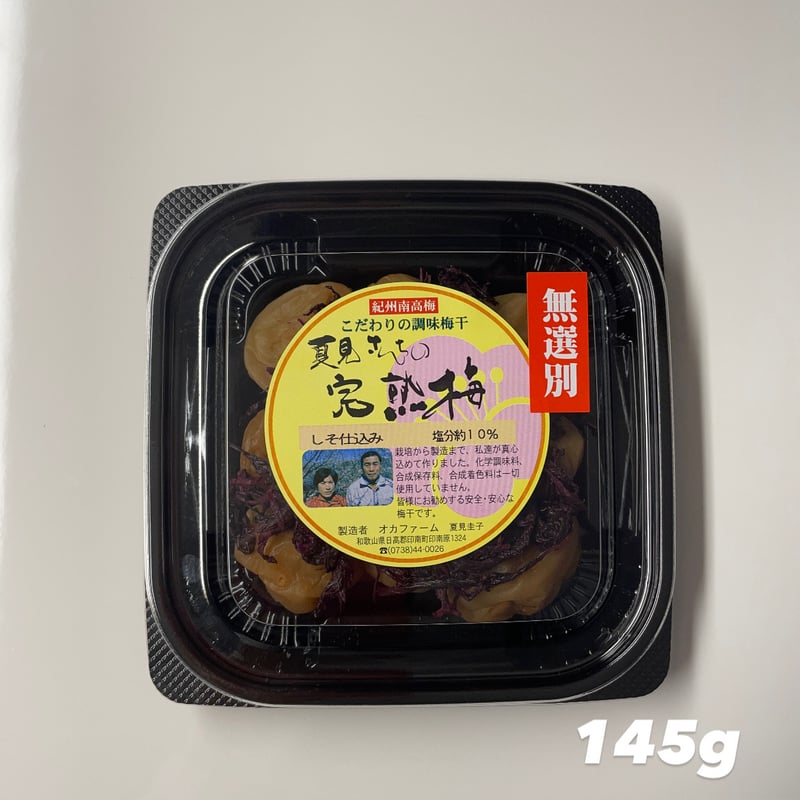 紀州南高梅
こだわりの調味梅干
夏見さんちの
完熟梅
しそ仕込み 塩分約10%
栽培から製造まで、私達が真心
込めて作りました。化学調味料、
合成保存料、合成着色料は一切
使用していません。
皆様にお勧めする安全・安心な
梅干です。
製造者 オカファーム 夏見圭子
和歌山県日高郡印南町印南原1324
☎(0738)44-0026
無選別
145g